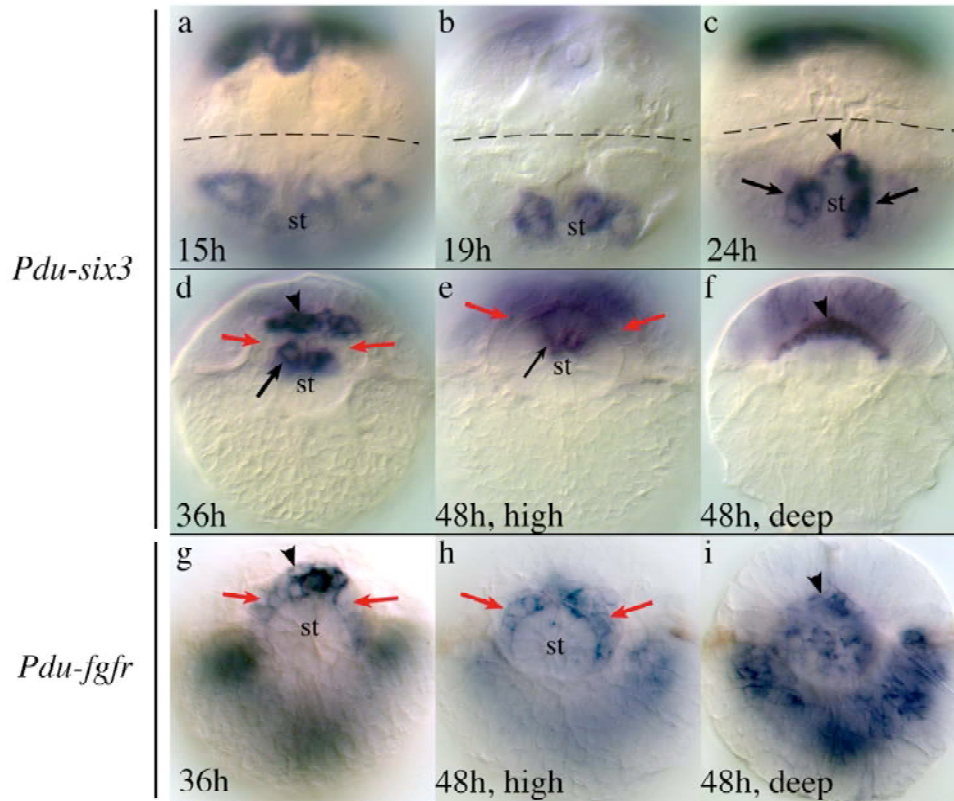 a
b
c
st
st
st
15h
19h
24h
Pdu-six3
d
e
f
st
st
36h
48h, high
48h, deep
g
h
i
st
st
Pdu-fgfr
36h
48h, high
48h, deep